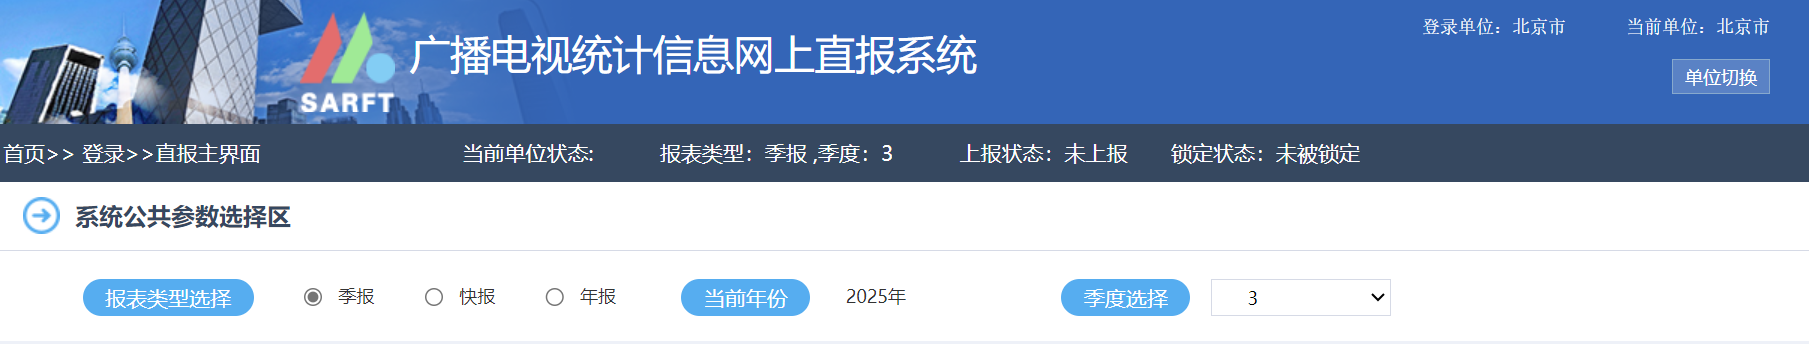 登录单位：北京市 当前单位：北京市
广播电视统计信息网上直报系统
SARFT
单位切换
首页>> 登录>>直报主界面 当前单位状态: 报表类型：季报 ,季度：3 上报状态：未上报 锁定状态：未被锁定
系统公共参数选择区
报表类型选择 季报 快报 年报 当前年份 2025年 季度选择 3